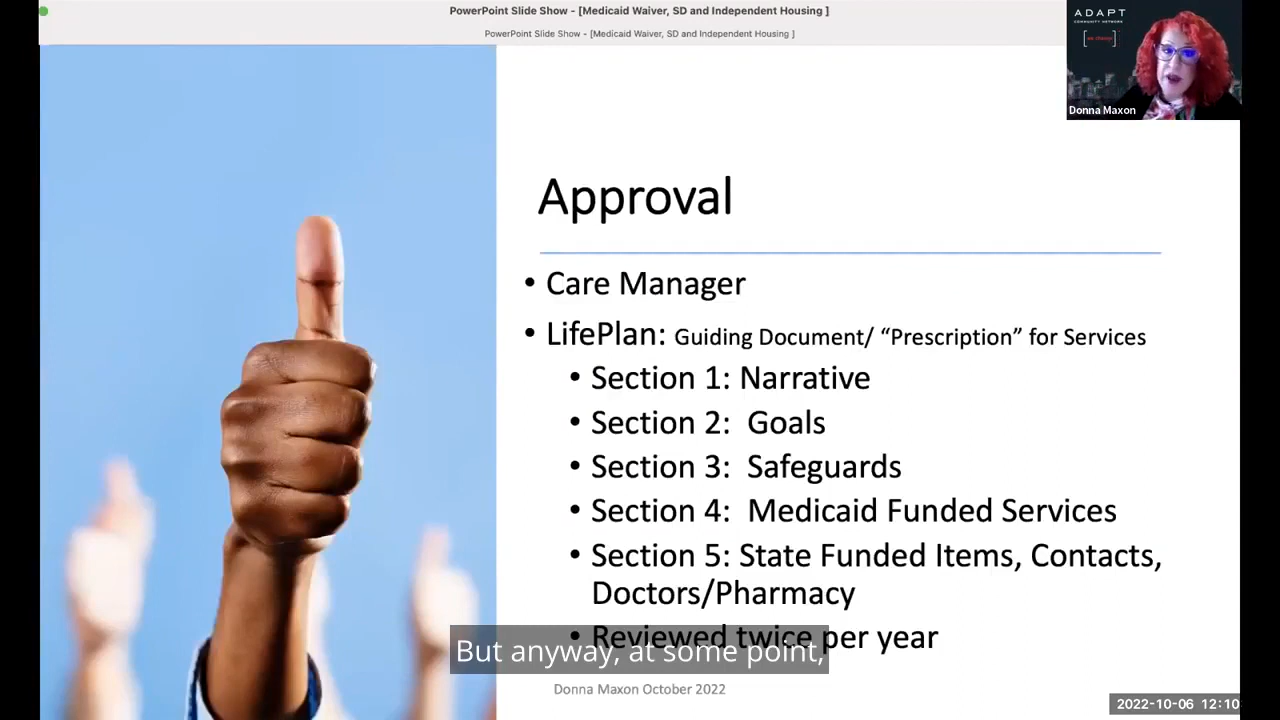 PowerPoint Slide Show - [Medicaid Waiver, SD and Independent Housing ]
PowerPoint Slide Show - [Medicaid Waiver, SD and Independent Housing ]
ADAPT
COMMUNITY NETWORK
Donna Maxon
Approval
• Care Manager
• LifePlan: Guiding Document/ “Prescription” for Services
• Section 1: Narrative
• Section 2: Goals
• Section 3: Safeguards
• Section 4: Medicaid Funded Services
• Section 5: State Funded Items, Contacts,
Doctors/Pharmacy
• Reviewed twice per year
But anyway, at some point,
Donna Maxon October 2022
2022-10-06 12:10